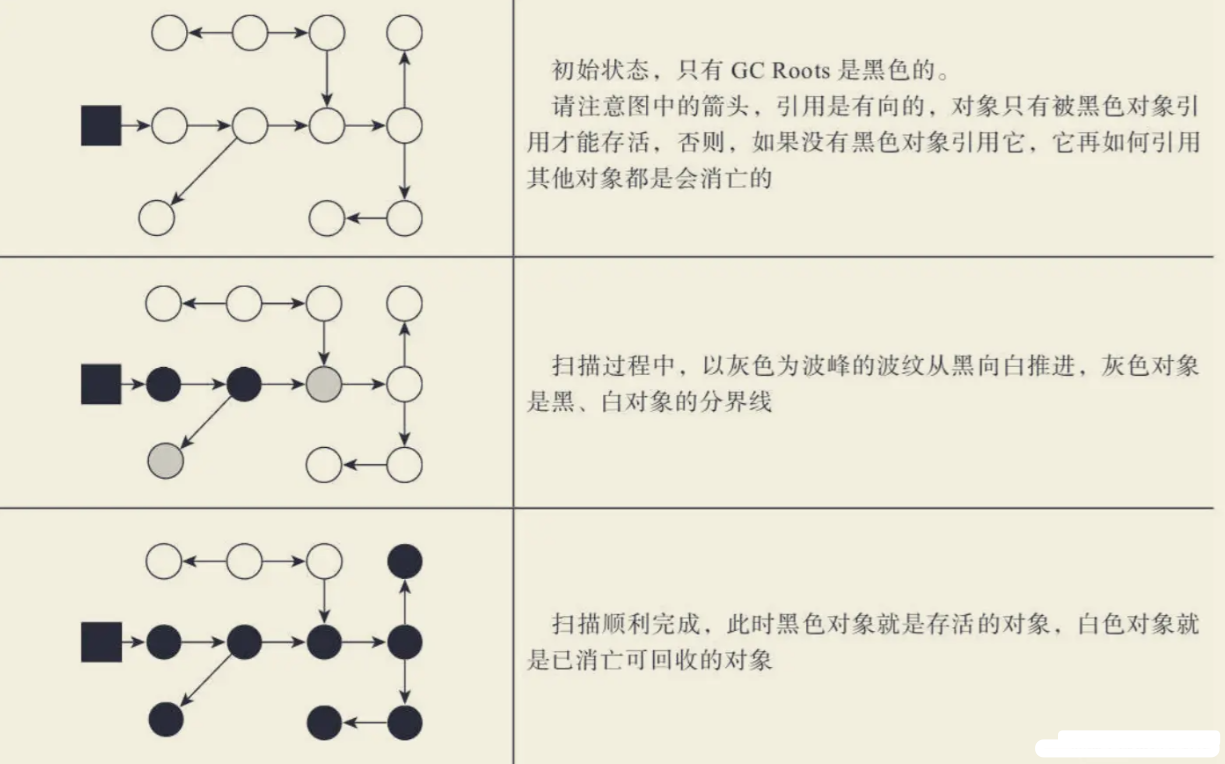 初始状态，只有 GC Roots 是黑色的。
请注意图中的箭头，引用是有向的，对象只有被黑色对象引
用才能存活，否则，如果没有黑色对象引用它，它再如何引用
其他对象都是会消亡的
扫描过程中，以灰色为波峰的波纹从黑向白推进，灰色对象
是黑、白对象的分界线
扫描顺利完成，此时黑色对象就是存活的对象，白色对象就
是已消亡可回收的对象